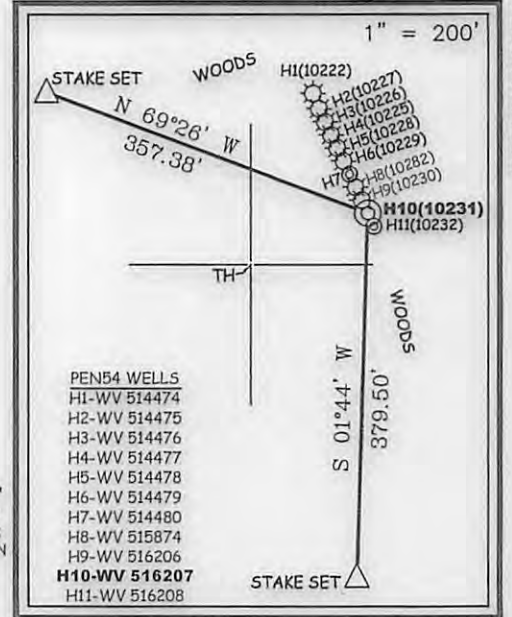 1" = 200'
STAKE SET
WOODS
H1(10222)
H2(10227)
H3(10226)
H4(10225)
H5(10228)
H6(10229)
H7
H8(10282)
H9(10230)
H10(10231)
H11(10232)
N 69°26' W
357.38'
TH
WOODS
S 01°44' W
379.50'
PEN54 WELLS
H1-WV 514474
H2-WV 514475
H3-WV 514476
H4-WV 514477
H5-WV 514478
H6-WV 514479
H7-WV 514480
H8-WV 515874
H9-WV 516206
H10-WV 516207
H11-WV 516208
STAKE SET